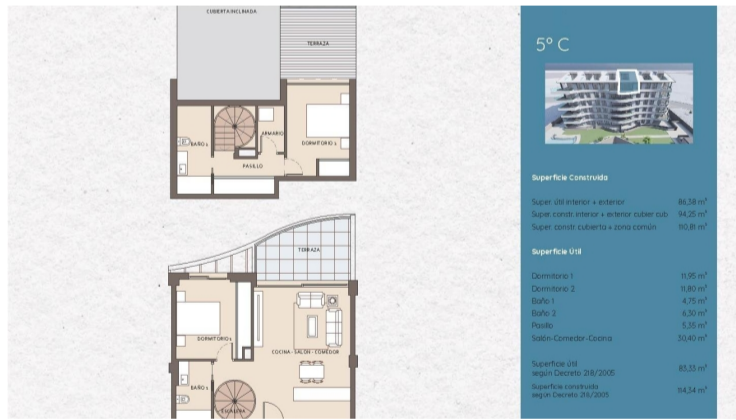 CUBIERTA INCLINADA
TERRAZA
BAÑO 2
ARMARIO
DORMITORIO 2
PASILLO
TERRAZA
DORMITORIO 1
COCINA - SALÓN - COMEDOR
BAÑO 1
ESCALERA
5º C
Superficie Construida
Super. útil interior + exterior 86,38 m²
Super. constr. interior + exterior cubier cub 94,25 m²
Super. constr. cubierta + zona común 110,81 m²
Superficie Útil
Dormitorio 1 11,95 m²
Dormitorio 2 11,80 m²
Baño 1 4,75 m²
Baño 2 6,30 m²
Pasillo 5,35 m²
Salón-Comedor-Cocina 30,40 m²
Superficie útil
según Decreto 218/2005 83,33 m²
Superficie construida
según Decreto 218/2005 114,34 m²